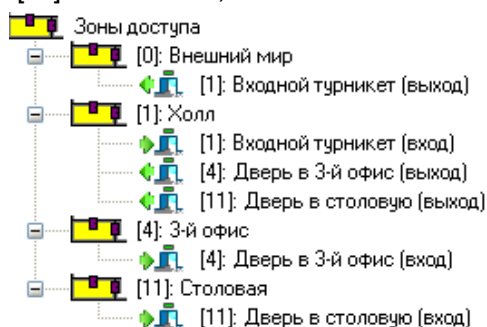 Зоны доступа
[0]: Внешний мир
[1]: Входной турникет (выход)
[1]: Холл
[1]: Входной турникет (вход)
[4]: Дверь в 3-й офис (выход)
[11]: Дверь в столовую (выход)
[4]: 3-й офис
[4]: Дверь в 3-й офис (вход)
[11]: Столовая
[11]: Дверь в столовую (вход)